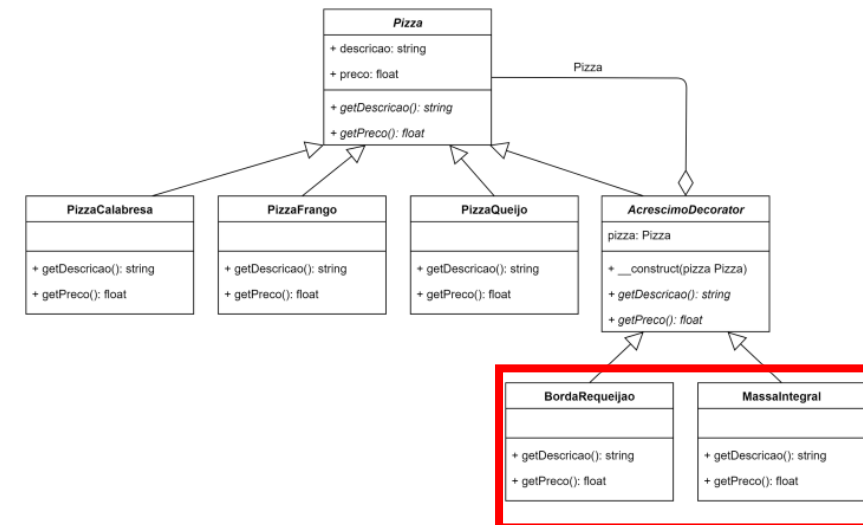 Pizza
+ descricao: string
+ preco: float
+ getDescricao(): string
+ getPreco(): float
Pizza
PizzaCalabresa
+ getDescricao(): string
+ getPreco(): float
PizzaFrango
+ getDescricao(): string
+ getPreco(): float
PizzaQueijo
+ getDescricao(): string
+ getPreco(): float
AcrescimoDecorator
pizza: Pizza
+ __construct(pizza Pizza)
+ getDescricao(): string
+ getPreco(): float
BordaRequeijao
+ getDescricao(): string
+ getPreco(): float
MassaIntegral
+ getDescricao(): string
+ getPreco(): float